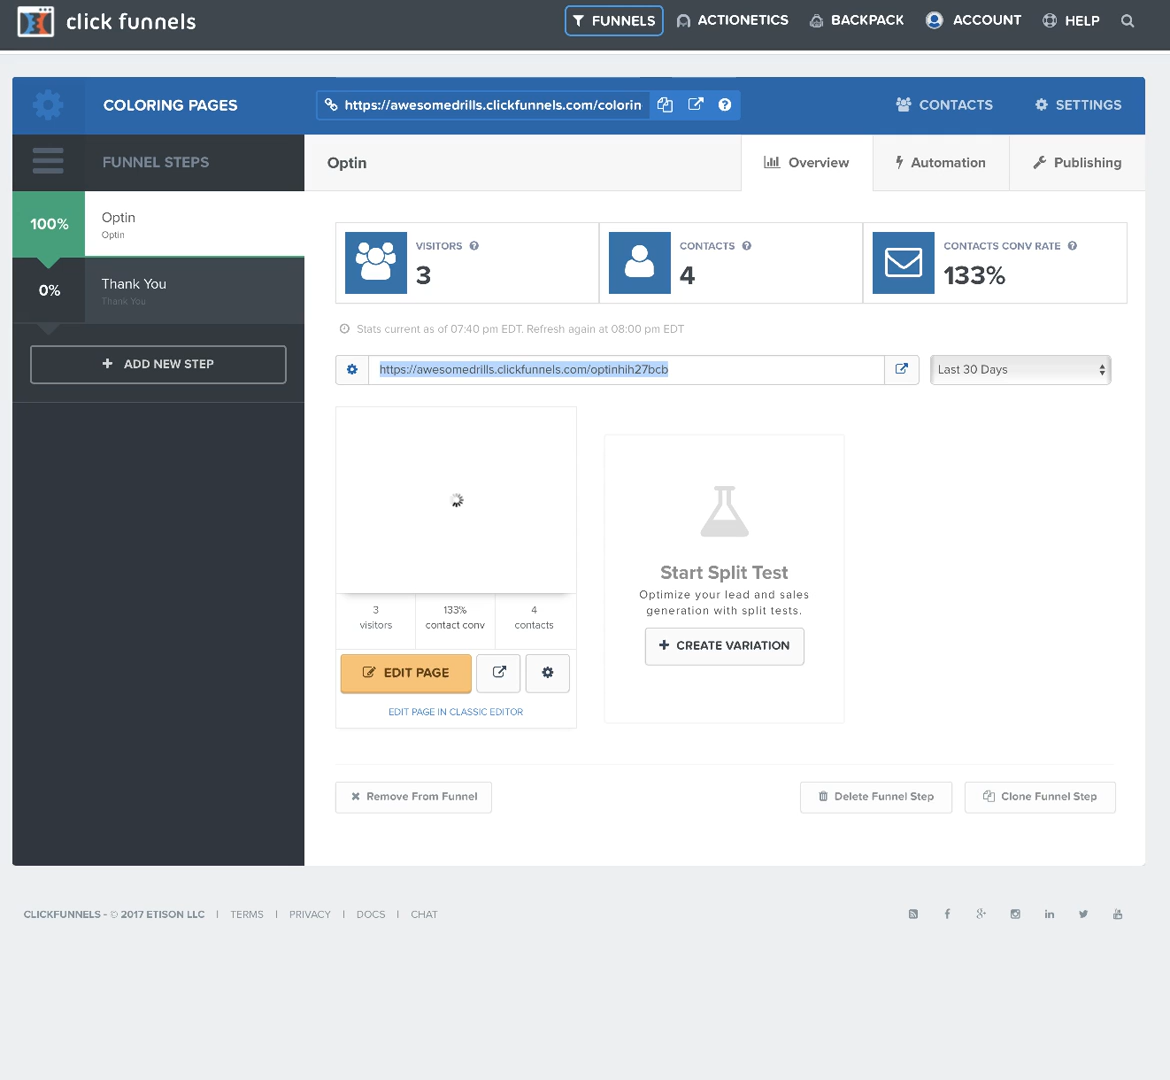 click funnels
FUNNELS
ACTIONETICS
BACKPACK
ACCOUNT
HELP
COLORING PAGES
https://awesomedrills.clickfunnels.com/colorin
CONTACTS
SETTINGS
FUNNEL STEPS
Optin
Overview
Automation
Publishing
100%
Optin
Optin
0%
Thank You
Thank You
+ ADD NEW STEP
VISITORS ?
3
CONTACTS ?
4
CONTACTS CONV RATE ?
133%
Stats current as of 07:40 pm EDT. Refresh again at 08:00 pm EDT
https://awesomedrills.clickfunnels.com/optinhih27bcb
Last 30 Days
3
visitors
133%
contact conv
4
contacts
EDIT PAGE
EDIT PAGE IN CLASSIC EDITOR
Start Split Test
Optimize your lead and sales
generation with split tests.
+ CREATE VARIATION
Remove From Funnel
Delete Funnel Step
Clone Funnel Step
CLICKFUNNELS - © 2017 ETISON LLC | TERMS | PRIVACY | DOCS | CHAT